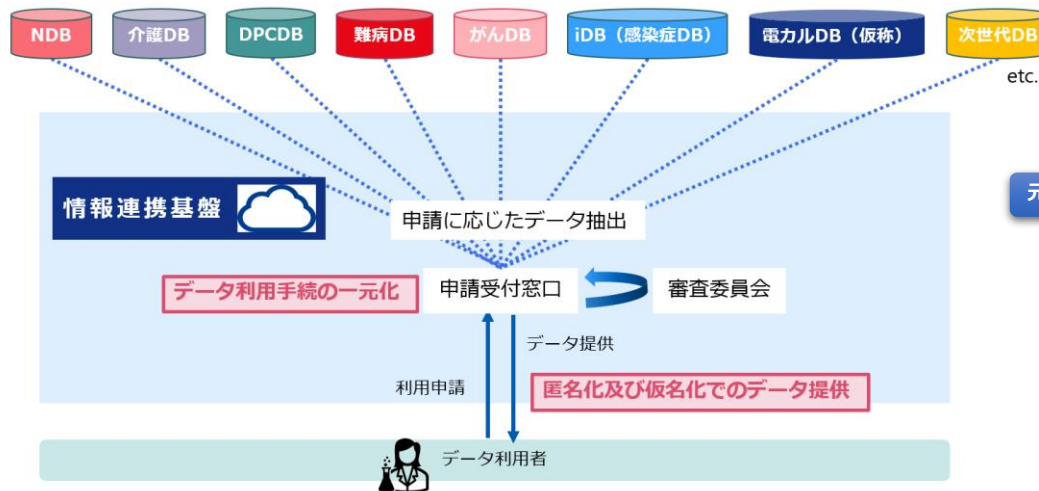 NDB
介護DB
DPCDB
難病DB
がんDB
iDB（感染症DB）
電カルDB（仮称）
次世代DB
etc.
情報連携基盤
元
申請に応じたデータ抽出
データ利用手続の一元化
申請受付窓口
審査委員会
データ提供
利用申請
匿名化及び仮名化でのデータ提供
データ利用者